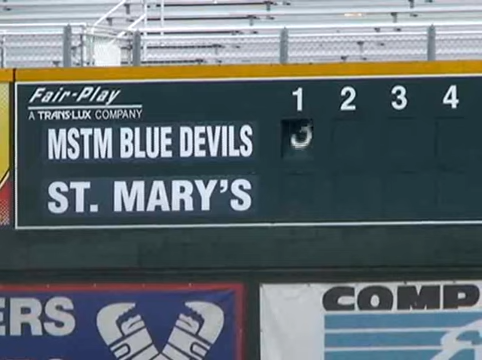 Fair-Play
A TRANS-LUX COMPANY
1 2 3 4
MSTM BLUE DEVILS
ST. MARY'S
ERS
COMP